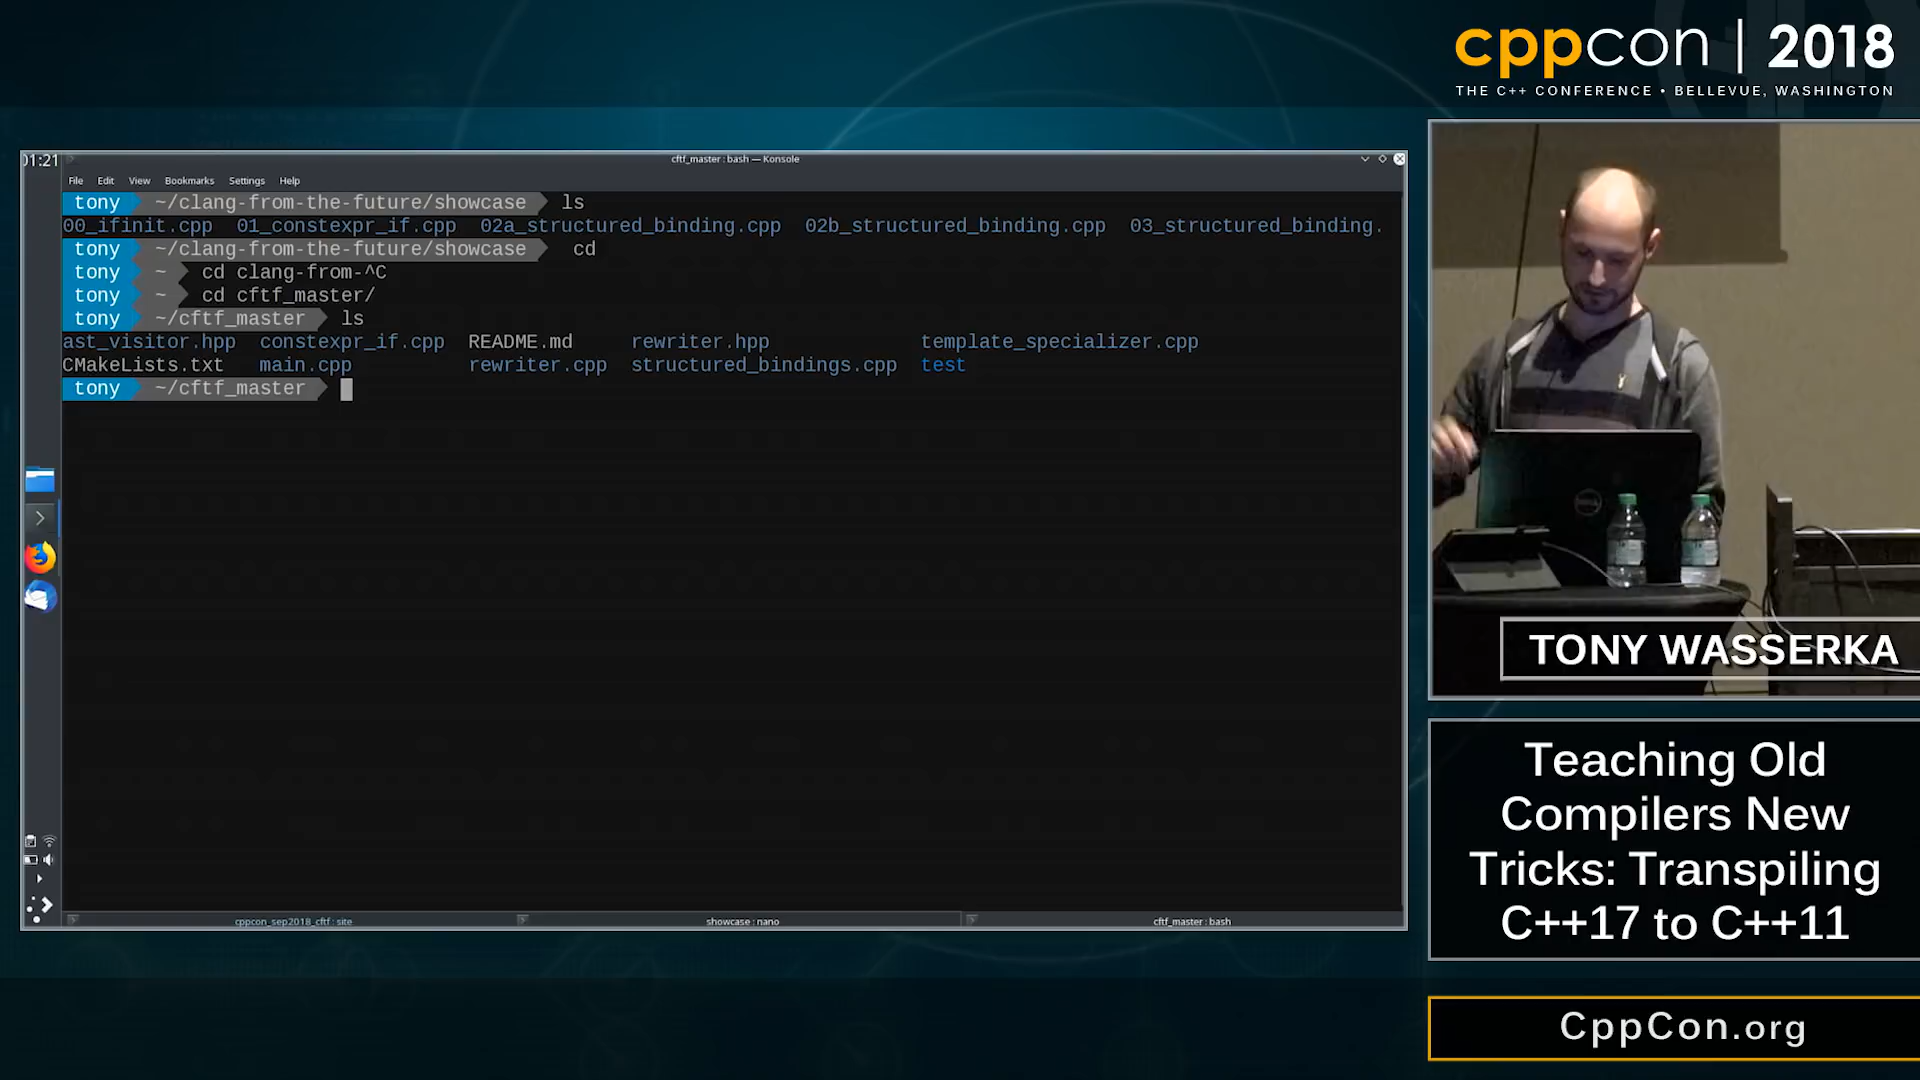 cppcon | 2018
THE C++ CONFERENCE • BELLEVUE, WASHINGTON
01:21
cftf_master : bash — Konsole
File Edit View Bookmarks Settings Help
tony ~/clang-from-the-future/showcase ls
00_ifinit.cpp 01_constexpr_if.cpp 02a_structured_binding.cpp 02b_structured_binding.cpp 03_structured_binding.
tony ~/clang-from-the-future/showcase cd
tony ~ cd clang-from-^C
tony ~ cd cftf_master/
tony ~/cftf_master ls
ast_visitor.hpp constexpr_if.cpp README.md rewriter.hpp template_specializer.cpp
CMakeLists.txt main.cpp rewriter.cpp structured_bindings.cpp test
tony ~/cftf_master
cppcon_sep2018_cftf : site
showcase : nano
cftf_master : bash
DELL
TONY WASSERKA
Teaching Old
Compilers New
Tricks: Transpiling
C++17 to C++11
CppCon.org